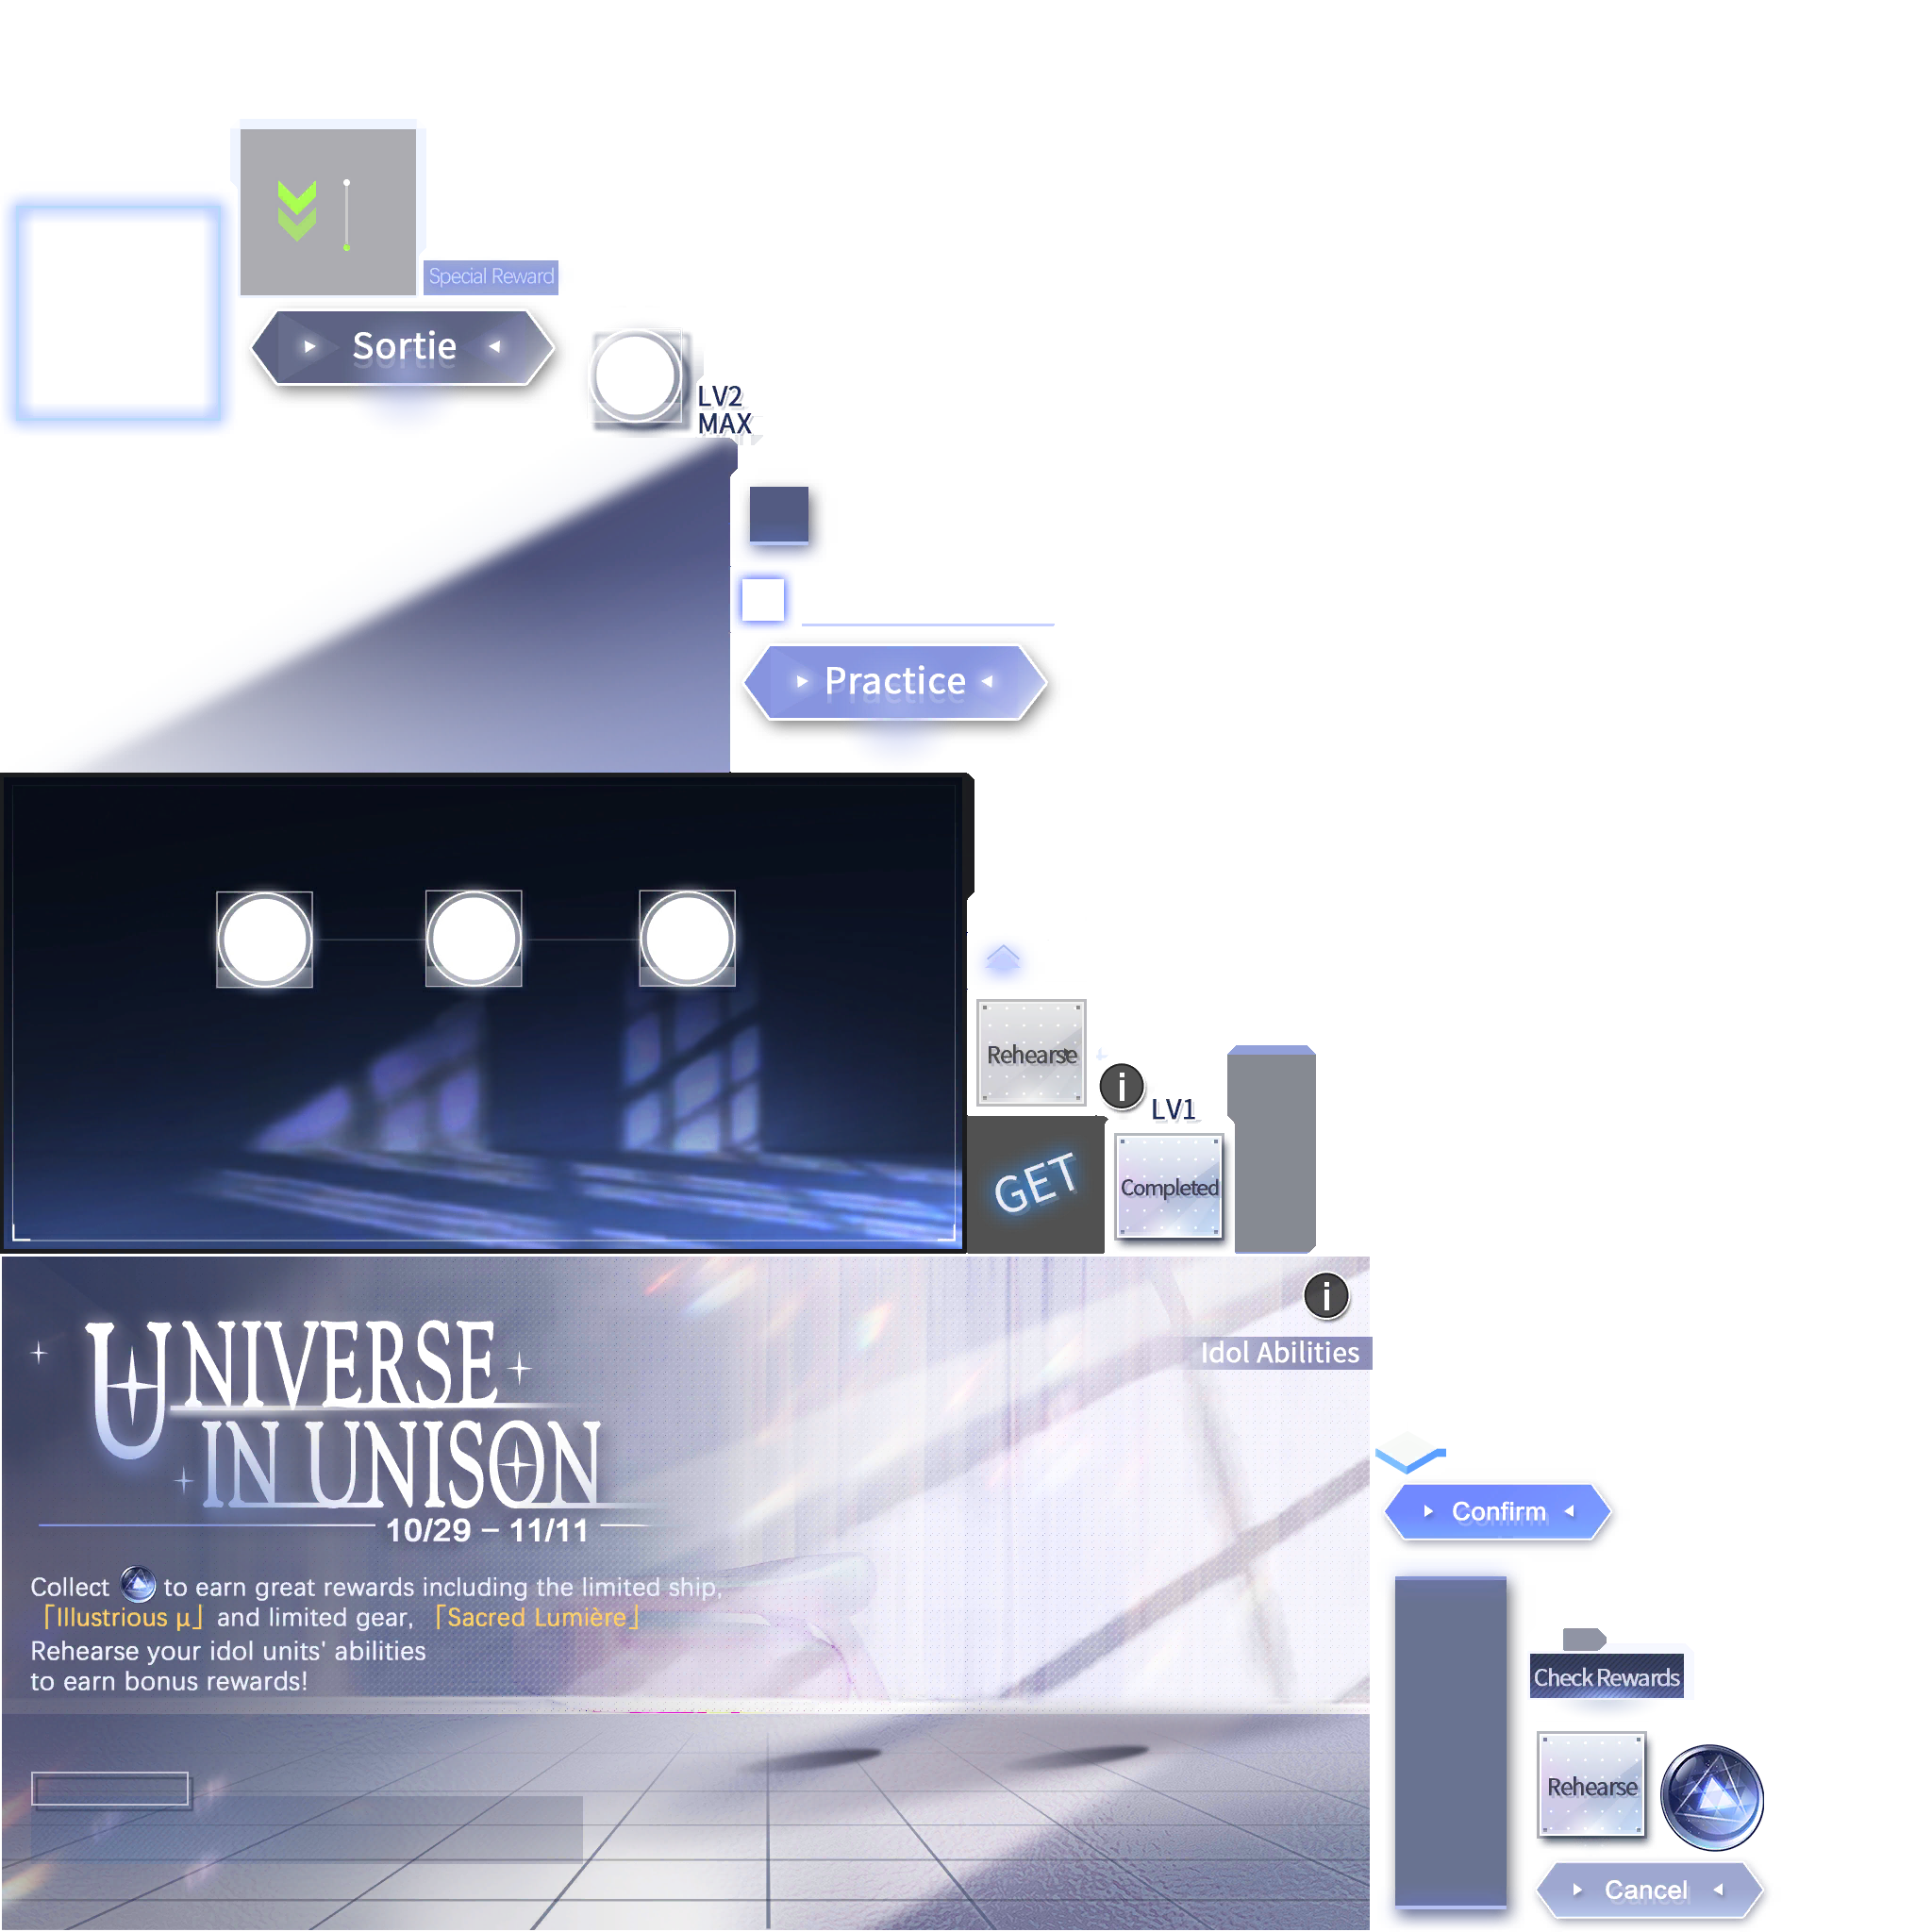 Special Reward
Sortie
LV2
MAX
Practice
Rehearse
LV1
GET
Completed
UNIVERSE
IN UNISON
10/29 – 11/11
Idol Abilities
Collect to earn great rewards including the limited ship,
「Illustrious μ」 and limited gear, 「Sacred Lumière」
Rehearse your idol units' abilities
to earn bonus rewards!
Confirm
Check Rewards
Rehearse
Cancel